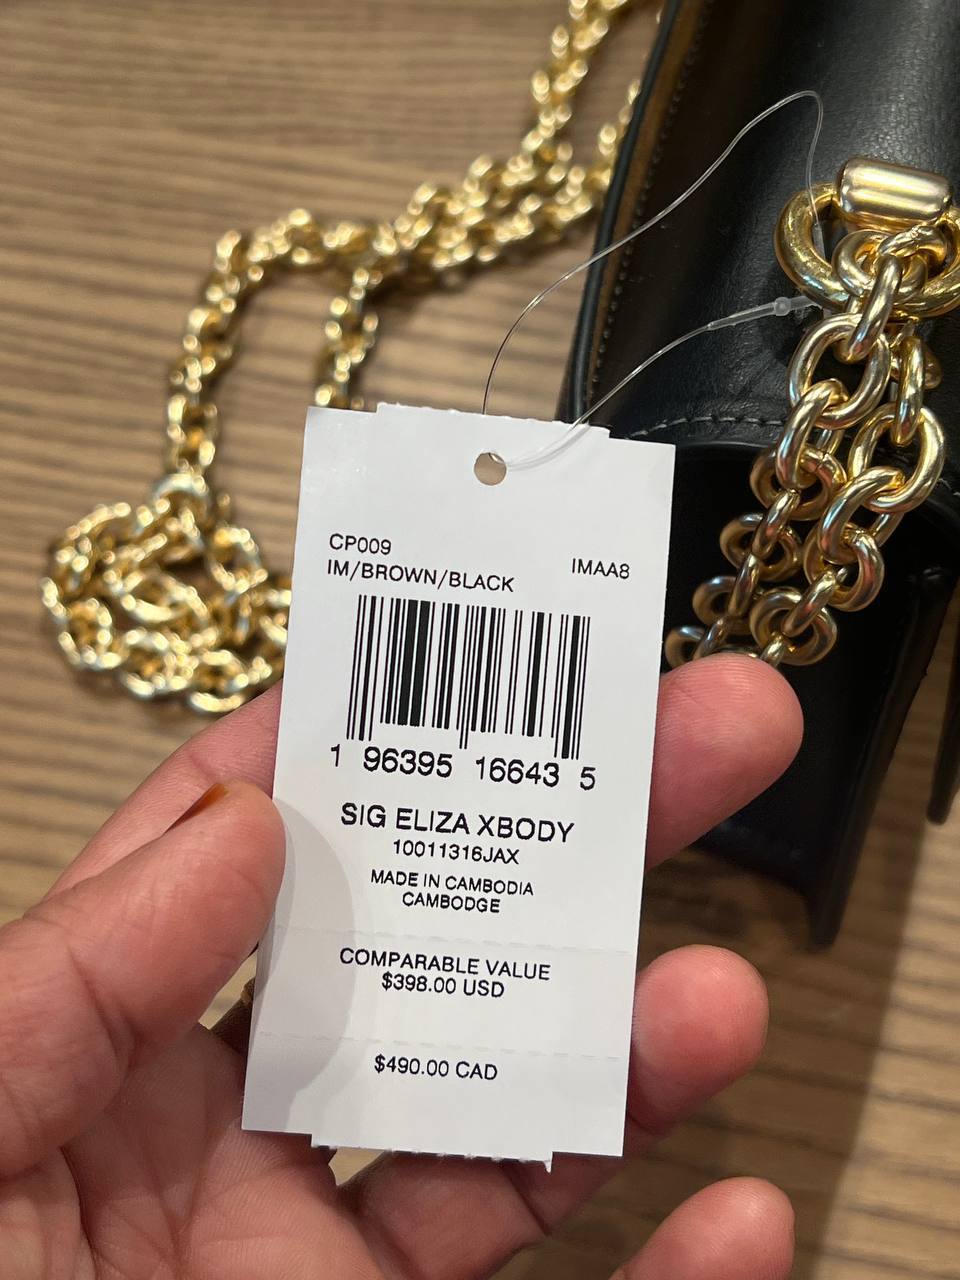 CP009
IM/BROWN/BLACK IMAA8
1 96395 16643 5
SIG ELIZA XBODY
10011316JAX
MADE IN CAMBODIA
CAMBODGE
COMPARABLE VALUE
$398.00 USD
$490.00 CAD